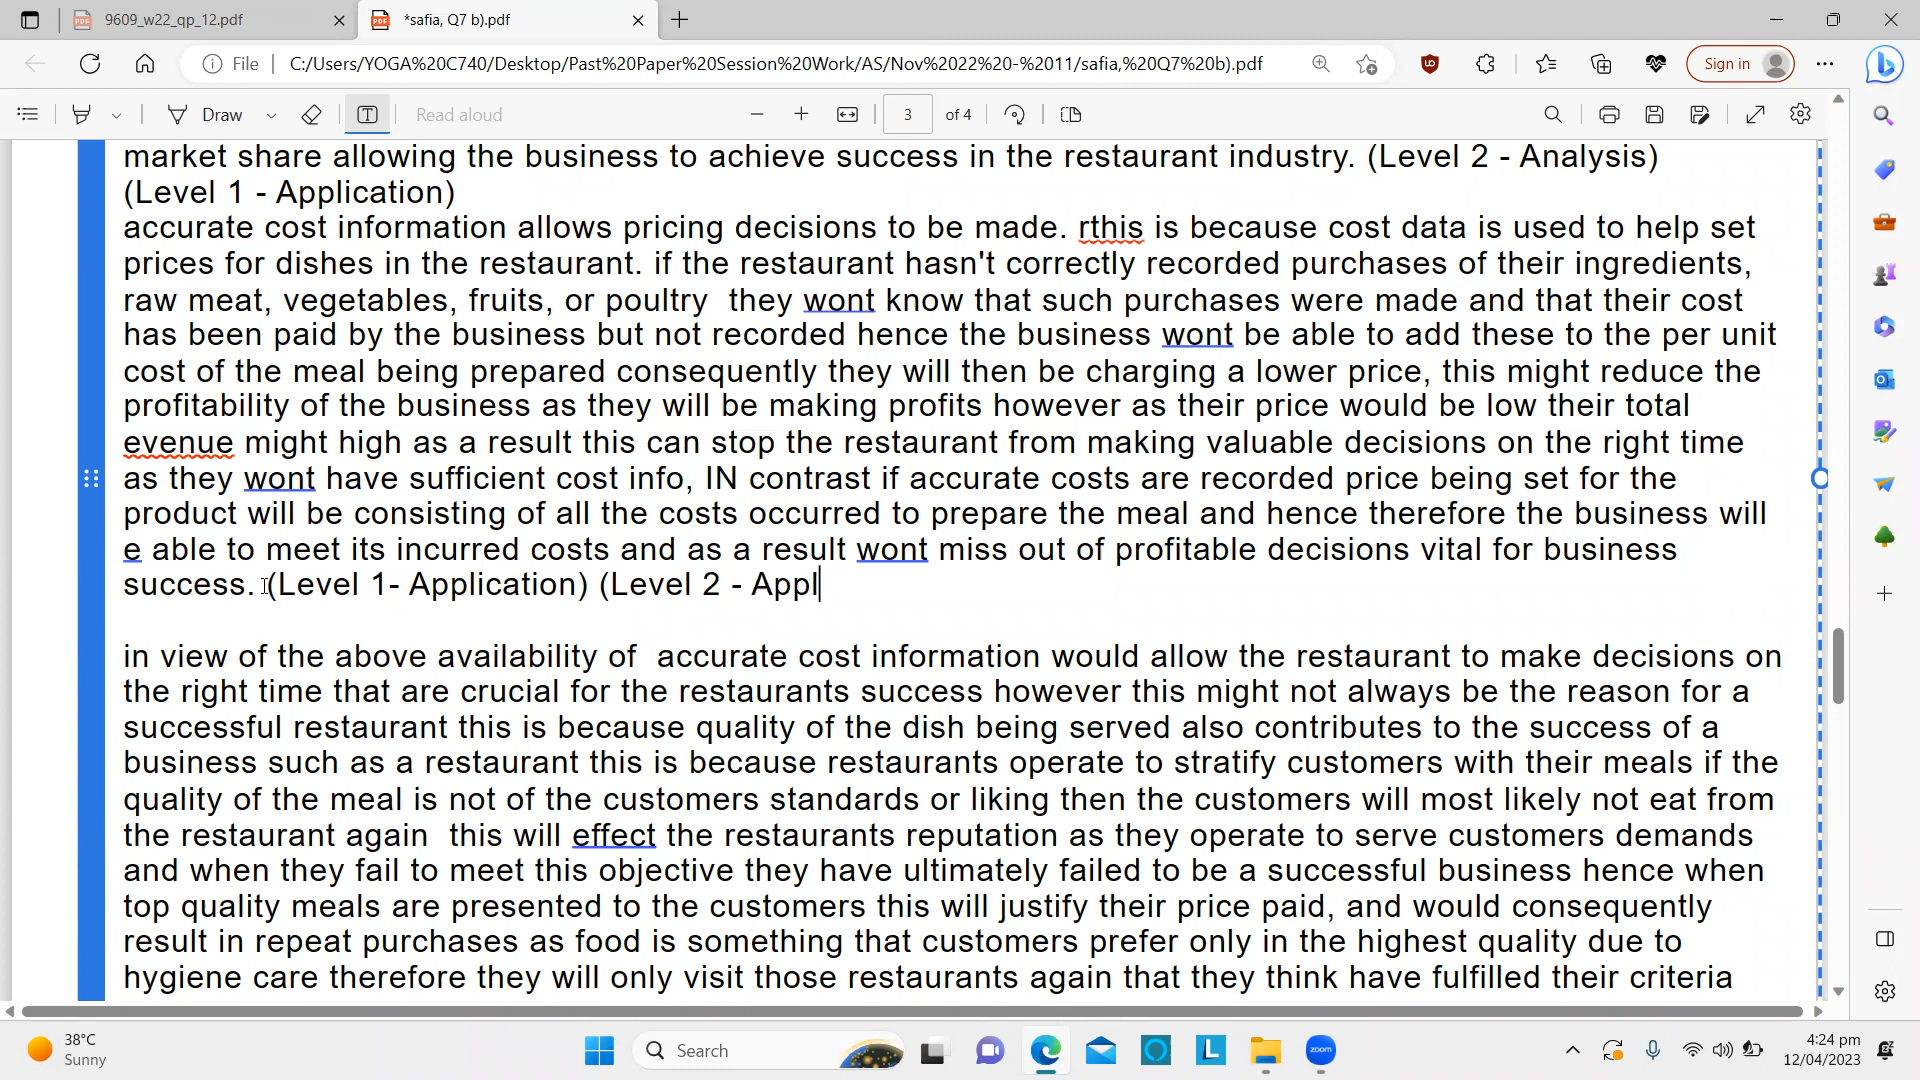 9609_w22_qp_12.pdf
*safia, Q7 b).pdf
File
C:/Users/YOGA%20C740/Desktop/Past%20Paper%20Session%20Work/AS/Nov%2022%20-%2011/safia,%20Q7%20b).pdf
Sign in
Draw
Read aloud
3
of 4
market share allowing the business to achieve success in the restaurant industry. (Level 2 - Analysis)
(Level 1 - Application)
accurate cost information allows pricing decisions to be made. rthis is because cost data is used to help set
prices for dishes in the restaurant. if the restaurant hasn't correctly recorded purchases of their ingredients,
raw meat, vegetables, fruits, or poultry  they wont know that such purchases were made and that their cost
has been paid by the business but not recorded hence the business wont be able to add these to the per unit
cost of the meal being prepared consequently they will then be charging a lower price, this might reduce the
profitability of the business as they will be making profits however as their price would be low their total
evenue might high as a result this can stop the restaurant from making valuable decisions on the right time
as they wont have sufficient cost info, IN contrast if accurate costs are recorded price being set for the
product will be consisting of all the costs occurred to prepare the meal and hence therefore the business will
e able to meet its incurred costs and as a result wont miss out of profitable decisions vital for business
success. (Level 1- Application) (Level 2 - Appl
in view of the above availability of  accurate cost information would allow the restaurant to make decisions on
the right time that are crucial for the restaurants success however this might not always be the reason for a
successful restaurant this is because quality of the dish being served also contributes to the success of a
business such as a restaurant this is because restaurants operate to stratify customers with their meals if the
quality of the meal is not of the customers standards or liking then the customers will most likely not eat from
the restaurant again  this will effect the restaurants reputation as they operate to serve customers demands
and when they fail to meet this objective they have ultimately failed to be a successful business hence when
top quality meals are presented to the customers this will justify their price paid, and would consequently
result in repeat purchases as food is something that customers prefer only in the highest quality due to
hygiene care therefore they will only visit those restaurants again that they think have fulfilled their criteria
38°C
Sunny
Search
zoom
4:24 pm
12/04/2023